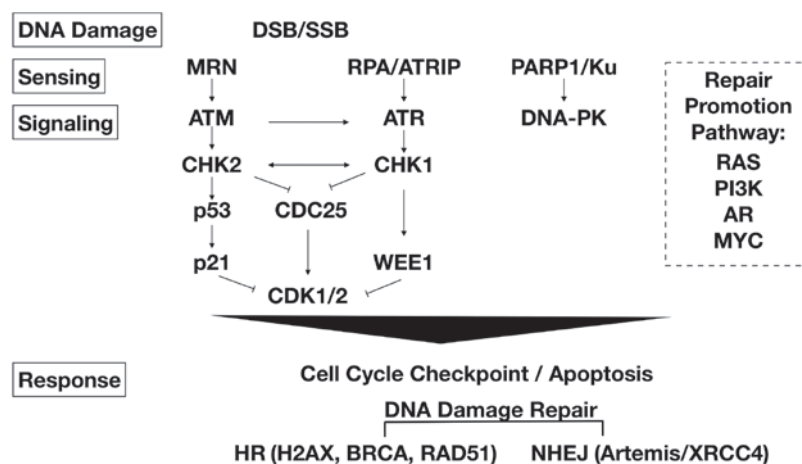 DNA Damage DSB/SSB
Sensing MRN RPA/ATRIP PARP1/Ku
Signaling ATM ATR DNA-PK
CHK2 CHK1
p53 CDC25
p21 WEE1
CDK1/2
Repair
Promotion
Pathway:
RAS
PI3K
AR
MYC
Response Cell Cycle Checkpoint / Apoptosis
DNA Damage Repair
HR (H2AX, BRCA, RAD51) NHEJ (Artemis/XRCC4)